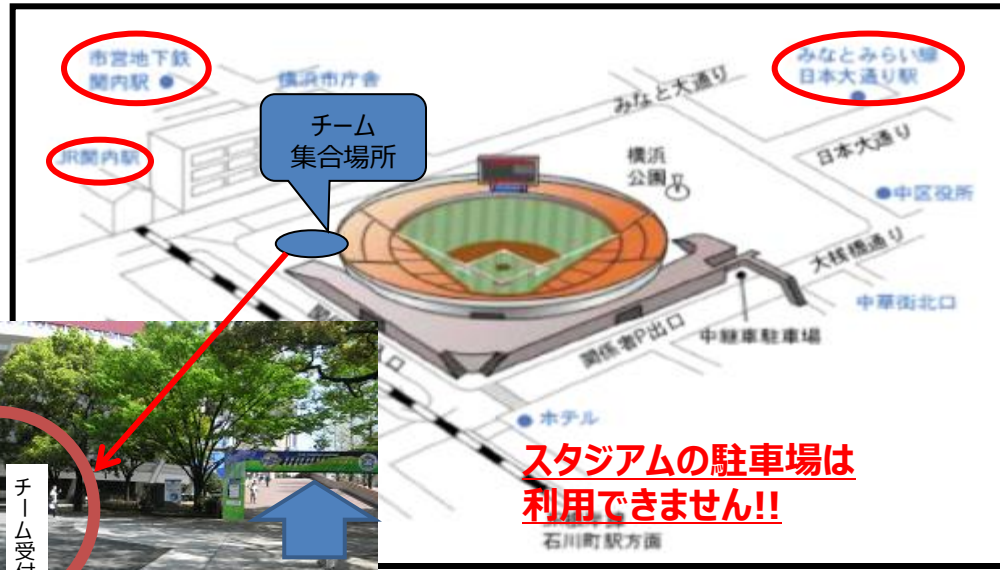 市営地下鉄
関内駅
横浜市庁舎
みなとみらい線
日本大通り駅
みなと大通り
チーム
集合場所
JR関内駅
横浜
公園
日本大通り
中区役所
大桟橋通り
中華街北口
中継車駐車場
関係者P出口
ホテル
スタジアムの駐車場は
利用できません!!
石川町駅方面
チーム受付